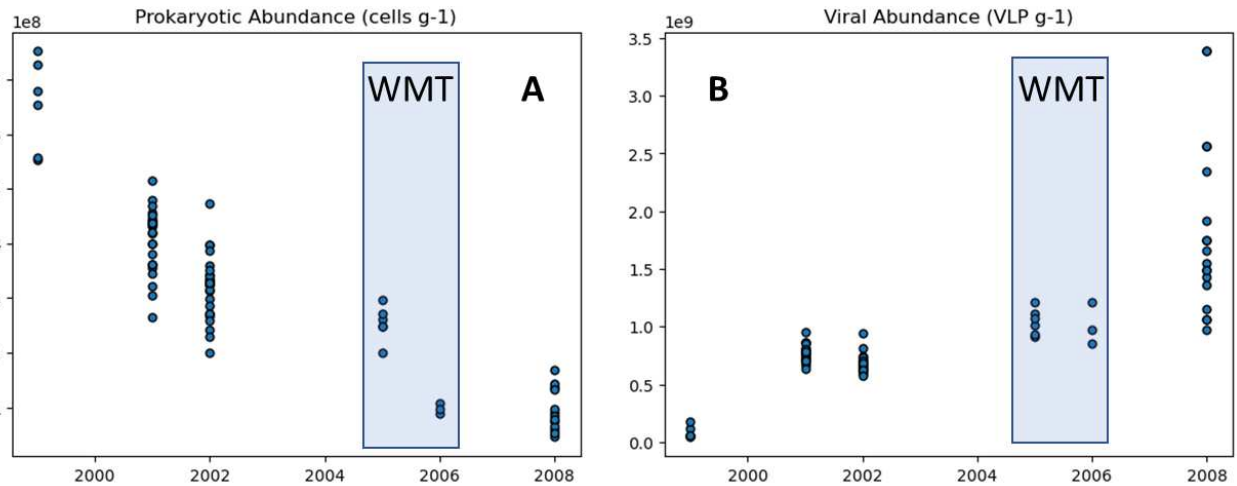 Prokaryotic Abundance (cells g-1)
1e8
WMT
A
2000
2002
2004
2006
2008
Viral Abundance (VLP g-1)
1e9
3.5
3.0
2.5
2.0
1.5
1.0
0.5
0.0
B
WMT
2000
2002
2004
2006
2008